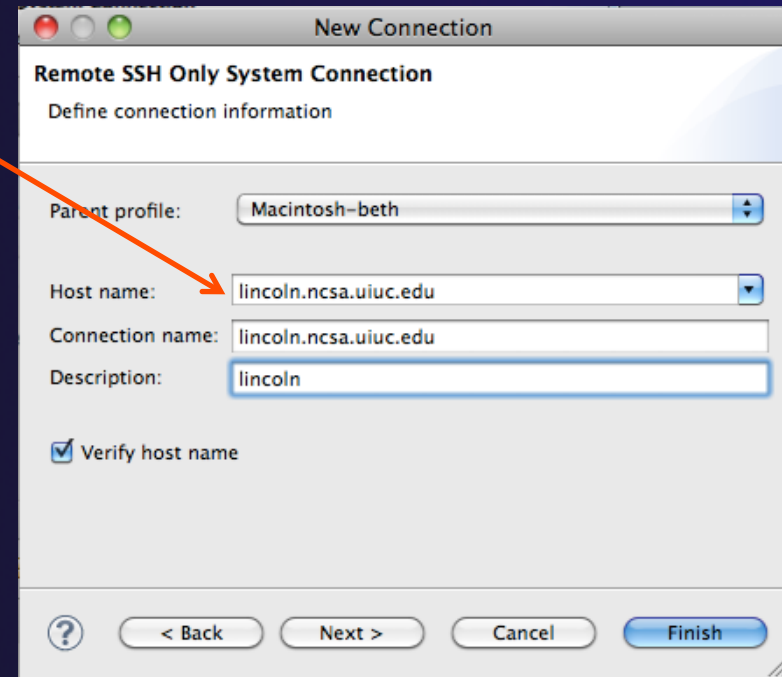 New Connection
Remote SSH Only System Connection
Define connection information
Parent profile: Macintosh-beth
Host name: lincoln.ncsa.uiuc.edu
Connection name: lincoln.ncsa.uiuc.edu
Description: lincoln
Verify host name
? < Back Next > Cancel Finish